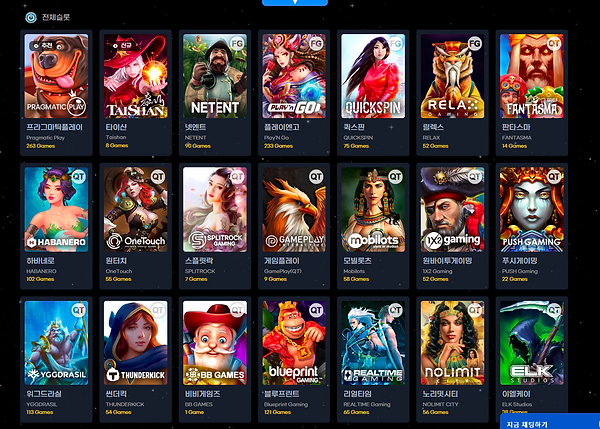 전체슬롯
추천
PRAGMATIC PLAY
프라그마틱플레이
Pragmatic Play
263 Games
신규
TAISHAN
타이산
Taishan
8 Games
FG
NETENT
넷엔트
NETENT
90 Games
FG
PLAY'N GO
플레이엔고
Play'N Go
233 Games
FG
QUICKSPIN
퀵스핀
QUICKSPIN
75 Games
FG
RELAX
GAMING
릴렉스
RELAX
52 Games
QT
FANTASMA
판타스마
FANTASMA
14 Games
QT
HABANERO
하바네로
HABANERO
102 Games
QT
OneTouch
원터치
OneTouch
55 Games
QT
SPLITROCK
GAMING
스플릿락
SPLITROCK
7 Games
QT
GAMEPLAY
게임플레이
GamePlay(QT)
9 Games
QT
mobilots
모빌롯츠
Mobilots
58 Games
QT
1X2 gaming
원바이투게이밍
1X2 Gaming
52 Games
QT
PUSH GAMING
푸시게이밍
PUSH Gaming
22 Games
QT
YGGDRASIL
위그드라실
YGGDRASIL
113 Games
QT
THUNDERKICK
썬더킥
THUNDERKICK
54 Games
QT
BB GAMES
비비게임즈
BB GAMES
1 Game
QT
blueprint
GAMING
블루프린트
Blueprint Gaming
121 Games
QT
REALTIME
GAMING
리얼타임
REALTIME Gaming
65 Games
QT
NOLIMIT
CITY
노리밋시티
NOLIMIT CITY
56 Games
QT
ELK
STUDIOS
이엘케이
ELK Studios
38 Games
지금 채팅하기